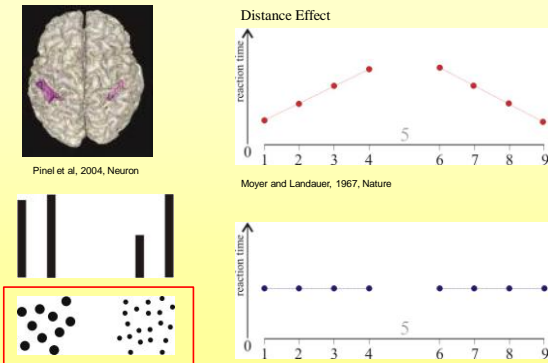 Distance Effect
reaction time
5
0
1 2 3 4 6 7 8 9
Pinel et al, 2004, Neuron
Moyer and Landauer, 1967, Nature
reaction time
5
0
1 2 3 4 6 7 8 9